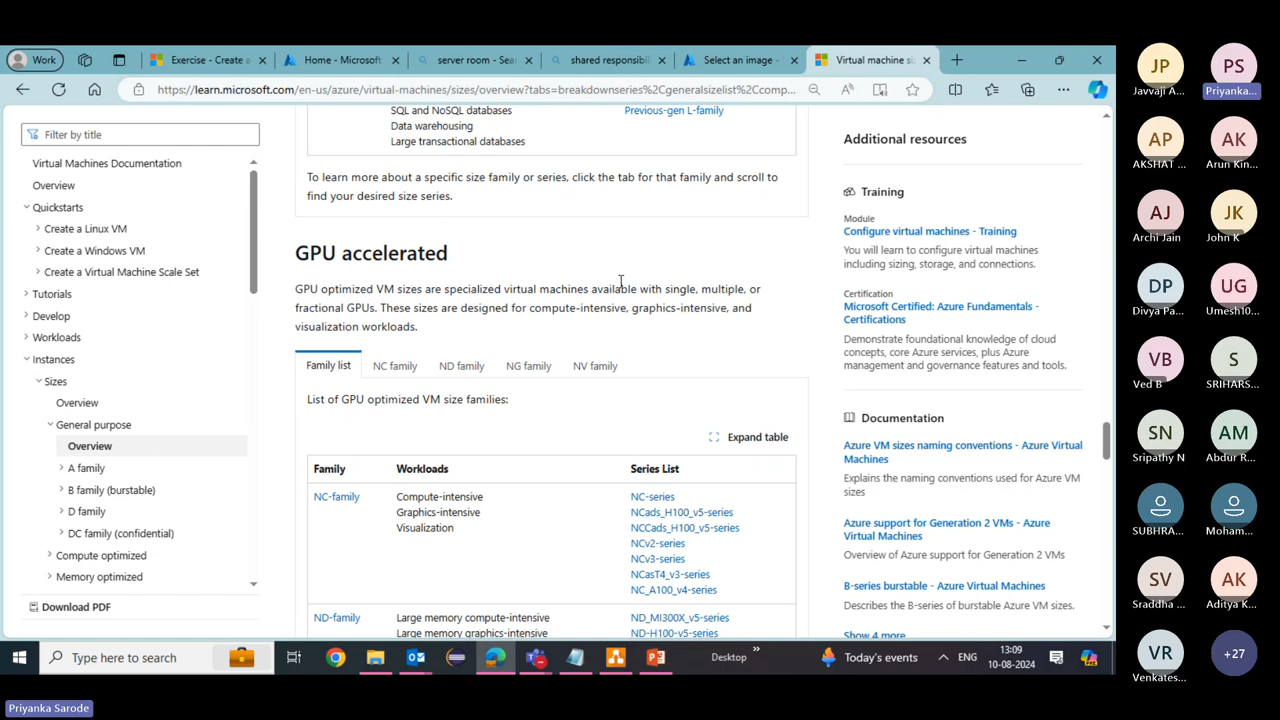 Work
Exercise - Create a
Home - Microsoft
server room - Sear
shared responsibili
Select an image -
Virtual machine si
https://learn.microsoft.com/en-us/azure/virtual-machines/sizes/overview?tabs=breakdownseries%2Cgeneralsizelist%2Ccomp...
Filter by title
Virtual Machines Documentation
Overview
Quickstarts
Create a Linux VM
Create a Windows VM
Create a Virtual Machine Scale Set
Tutorials
Develop
Workloads
Instances
Sizes
Overview
General purpose
Overview
A family
B family (burstable)
D family
DC family (confidential)
Compute optimized
Memory optimized
Download PDF
SQL and NoSQL databases
Data warehousing
Large transactional databases
Previous-gen L-family
To learn more about a specific size family or series, click the tab for that family and scroll to
find your desired size series.
GPU accelerated
GPU optimized VM sizes are specialized virtual machines available with single, multiple, or
fractional GPUs. These sizes are designed for compute-intensive, graphics-intensive, and
visualization workloads.
Family list NC family ND family NG family NV family
List of GPU optimized VM size families:
Expand table
Family Workloads Series List
NC-family Compute-intensive NC-series
Graphics-intensive NCads_H100_v5-series
Visualization NCCads_H100_v5-series
NCv2-series
NCv3-series
NCasT4_v3-series
NC_A100_v4-series
ND-family Large memory compute-intensive ND_MI300X_v5-series
Large memory graphics-intensive ND-H100-v5-series
Additional resources
Training
Module
Configure virtual machines - Training
You will learn to configure virtual machines
including sizing, storage, and connections.
Certification
Microsoft Certified: Azure Fundamentals -
Certifications
Demonstrate foundational knowledge of cloud
concepts, core Azure services, plus Azure
management and governance features and tools.
Documentation
Azure VM sizes naming conventions - Azure Virtual
Machines
Explains the naming conventions used for Azure VM
sizes
Azure support for Generation 2 VMs - Azure
Virtual Machines
Overview of Azure support for Generation 2 VMs
B-series burstable - Azure Virtual Machines
Describes the B-series of burstable Azure VM sizes.
Show 4 more
Type here to search
Desktop
Today's events
ENG
13:09
10-08-2024
JP
Javvaji A...
PS
Priyanka...
AP
AKSHAT ...
AK
Arun Kin...
AJ
Archi Jain
JK
John K
DP
Divya Pa...
UG
Umesh10...
VB
Ved B
S
SRIHARS...
SN
Sripathy N
AM
Abdur R...
SUBHRA...
Moham...
SV
Sraddha ...
AK
Aditya K...
VR
Venkates...
+27
Priyanka Sarode